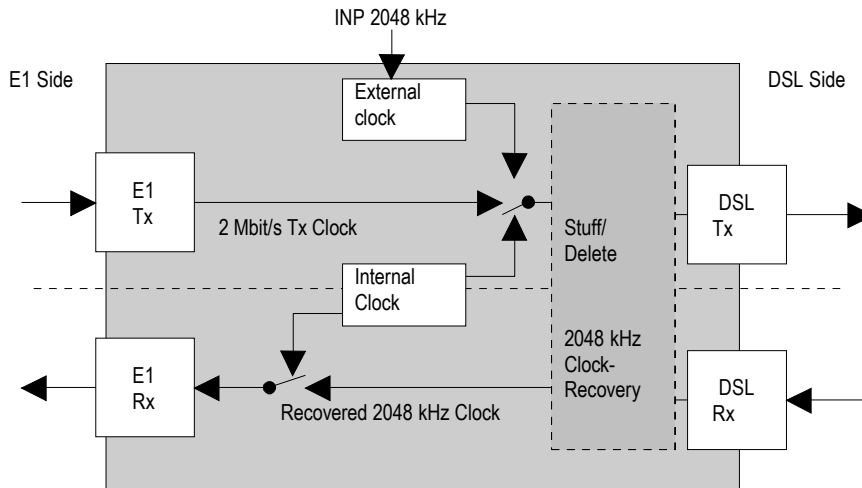 INP 2048 kHz
E1 Side
DSL Side
External
clock
E1
Tx
2 Mbit/s Tx Clock
Stuff/
Delete
DSL
Tx
Internal
Clock
E1
Rx
Recovered 2048 kHz Clock
2048 kHz
Clock-
Recovery
DSL
Rx